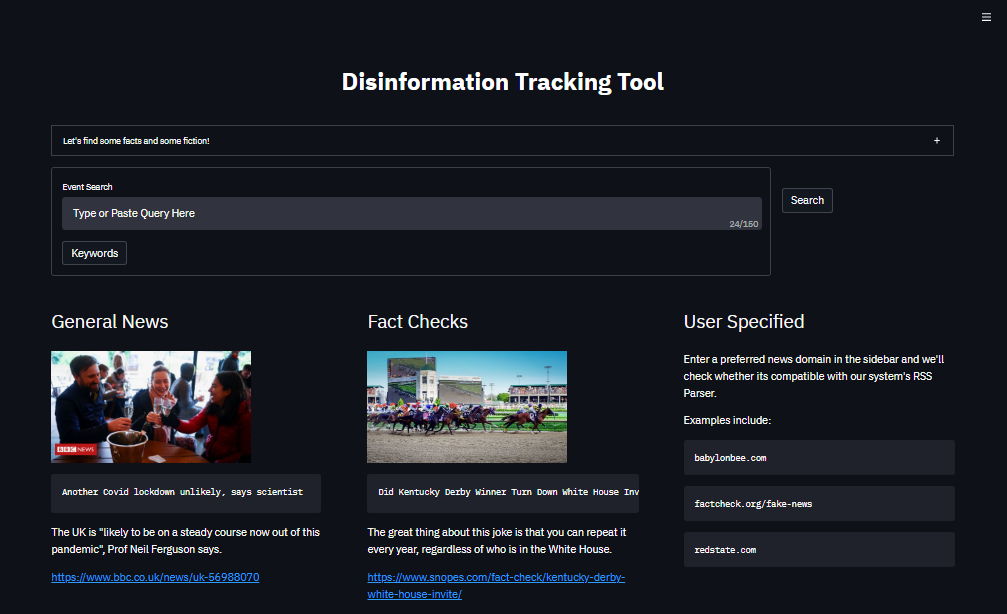 Disinformation Tracking Tool
Let's find some facts and some fiction!
+
Event Search
Type or Paste Query Here
24/150
Search
Keywords
General News
BBC NEWS
Another Covid lockdown unlikely, says scientist
The UK is "likely to be on a steady course now out of this
pandemic", Prof Neil Ferguson says.
https://www.bbc.co.uk/news/uk-56988070
Fact Checks
Did Kentucky Derby Winner Turn Down White House Inv
The great thing about this joke is that you can repeat it
every year, regardless of who is in the White House.
https://www.snopes.com/fact-check/kentucky-derby-
white-house-invite/
User Specified
Enter a preferred news domain in the sidebar and we'll
check whether its compatible with our system's RSS
Parser.
Examples include:
babylonbee.com
factcheck.org/fake-news
redstate.com